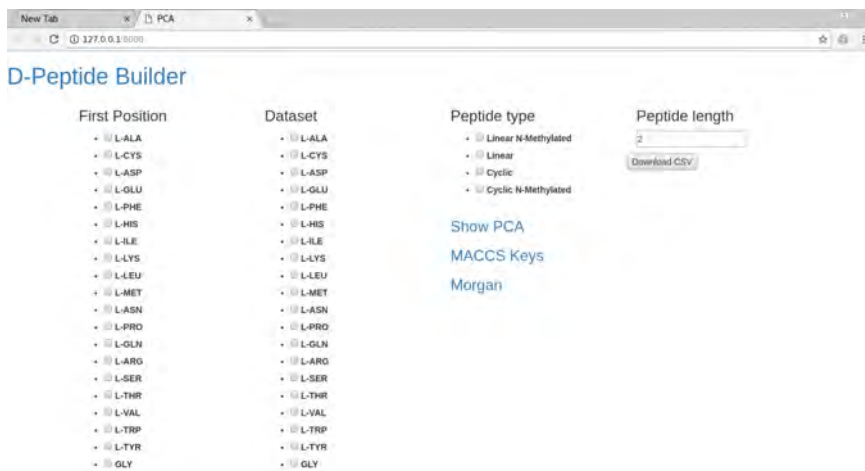 New Tab
PCA
127.0.0.1:8000
D-Peptide Builder
First Position
L-ALA
L-CYS
L-ASP
L-GLU
L-PHE
L-HIS
L-ILE
L-LYS
L-LEU
L-MET
L-ASN
L-PRO
L-GLN
L-ARG
L-SER
L-THR
L-VAL
L-TRP
L-TYR
GLY
Dataset
L-ALA
L-CYS
L-ASP
L-GLU
L-PHE
L-HIS
L-ILE
L-LYS
L-LEU
L-MET
L-ASN
L-PRO
L-GLN
L-ARG
L-SER
L-THR
L-VAL
L-TRP
L-TYR
GLY
Peptide type
Linear N-Methylated
Linear
Cyclic
Cyclic N-Methylated
Show PCA
MACCS Keys
Morgan
Peptide length
2
Download CSV